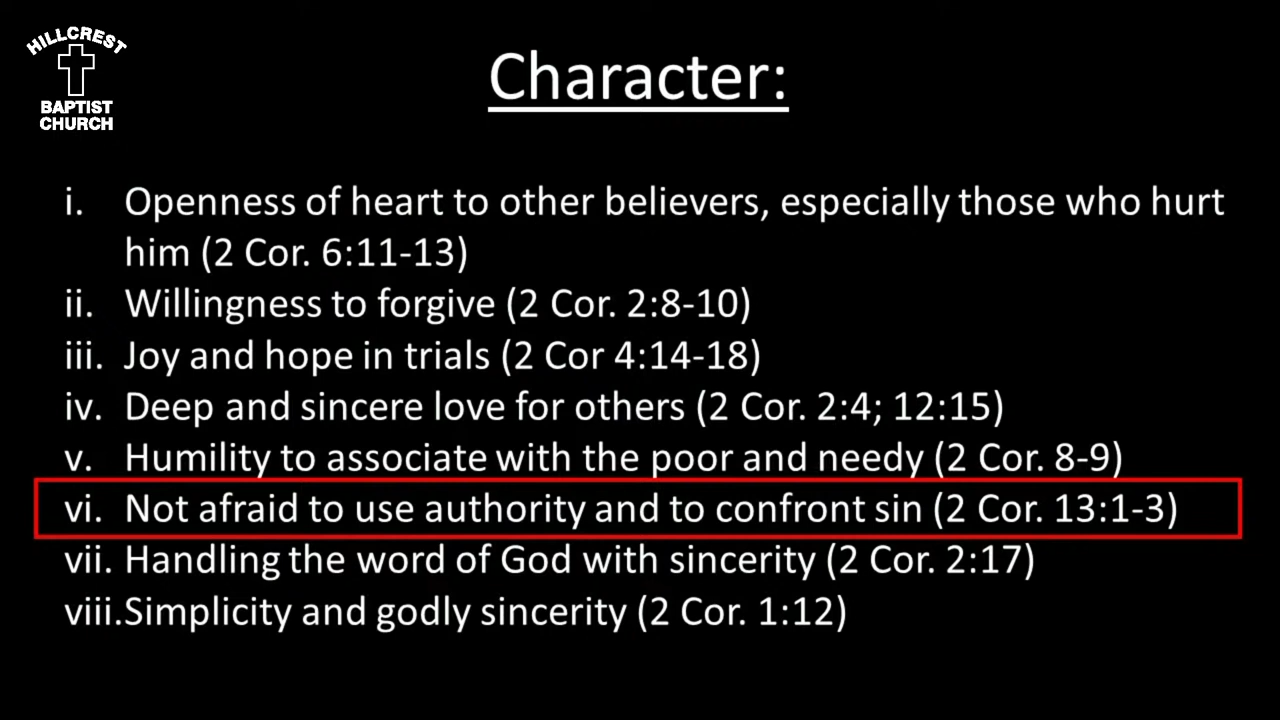 HILLCREST
BAPTIST
CHURCH
Character:
i. Openness of heart to other believers, especially those who hurt
him (2 Cor. 6:11-13)
ii. Willingness to forgive (2 Cor. 2:8-10)
iii. Joy and hope in trials (2 Cor 4:14-18)
iv. Deep and sincere love for others (2 Cor. 2:4; 12:15)
v. Humility to associate with the poor and needy (2 Cor. 8-9)
vi. Not afraid to use authority and to confront sin (2 Cor. 13:1-3)
vii. Handling the word of God with sincerity (2 Cor. 2:17)
viii.Simplicity and godly sincerity (2 Cor. 1:12)